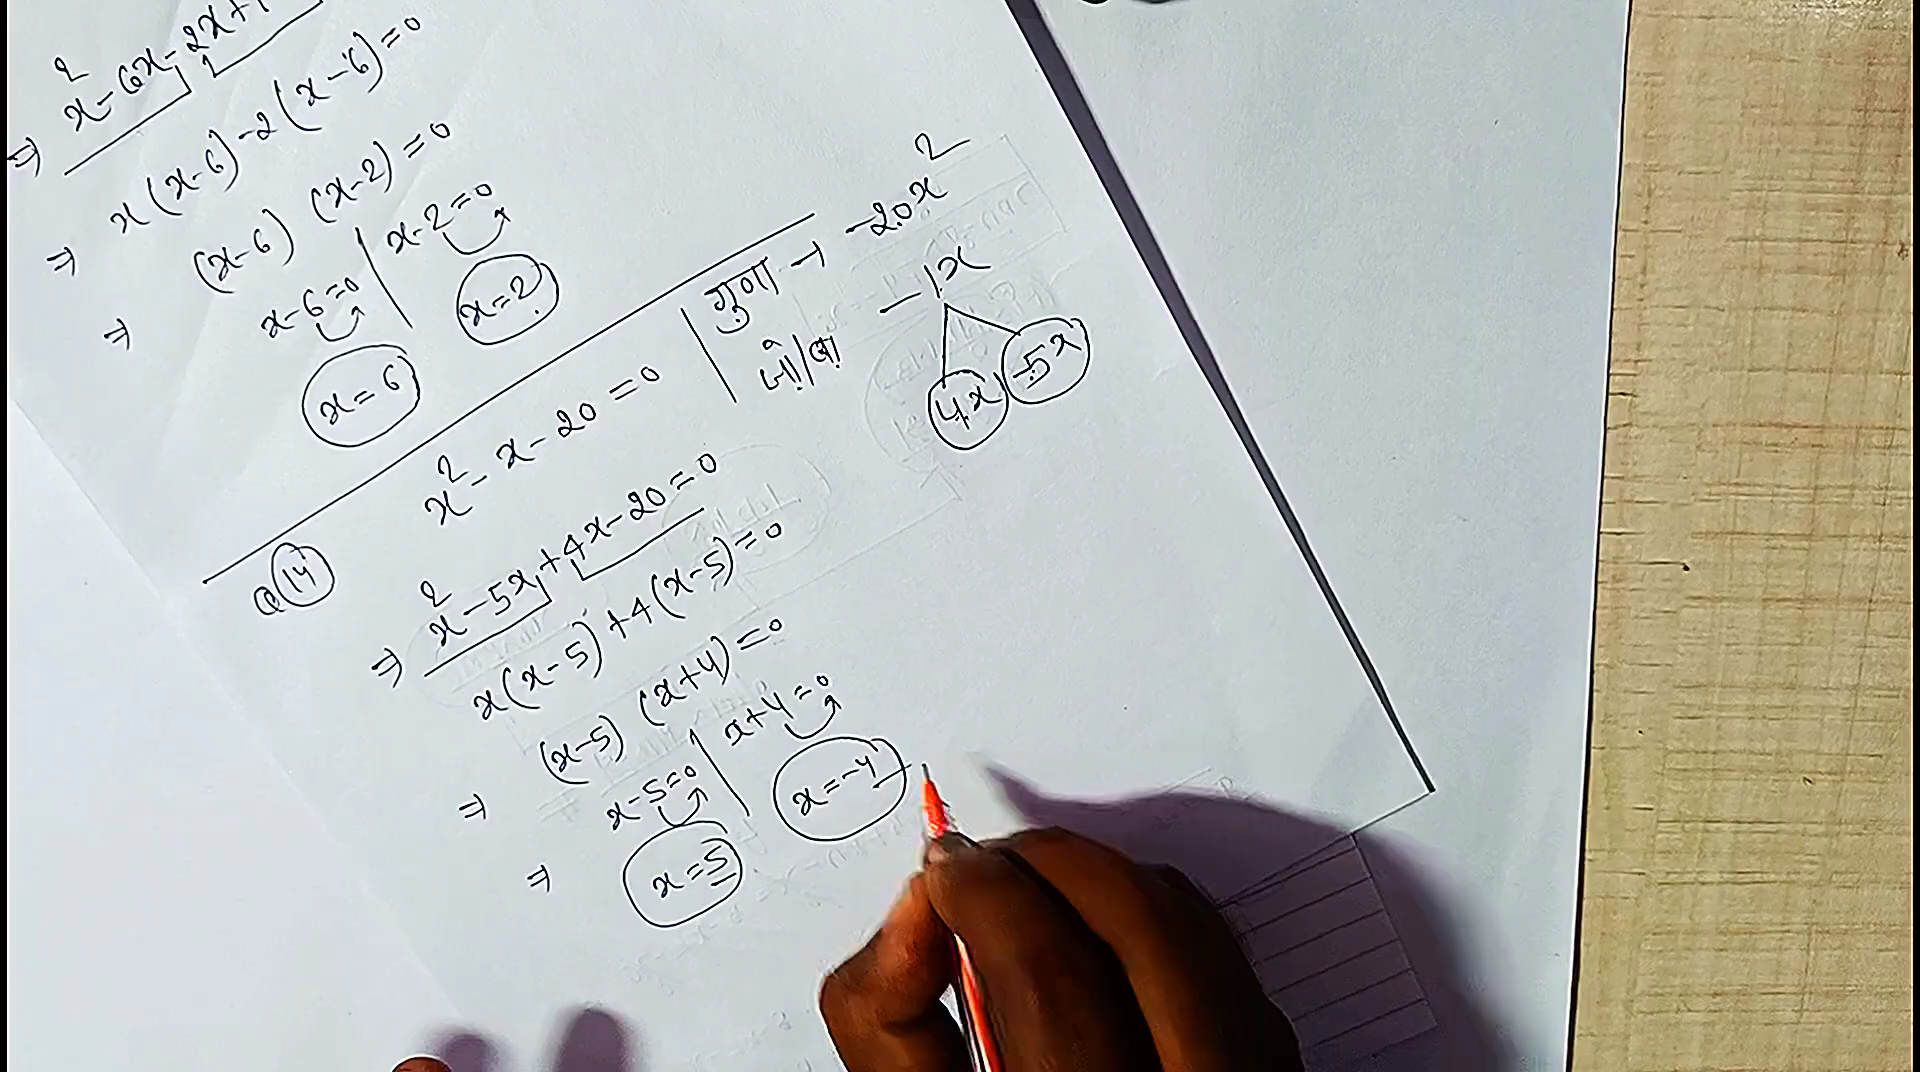 ⇒ x² - 6x - 2x + 1
x(x-6) - 2(x-6) = 0
⇒ (x-6) (x-2) = 0
⇒ x-6=0 | x-2=0
x=6 x=2
Q 14 x² - x - 20 = 0 | गुणा → -20x²
जो/घा -1x
4x -5x
⇒ x² - 5x + 4x - 20 = 0
x(x-5) + 4(x-5) = 0
(x-5) (x+4) = 0
⇒ x-5=0 | x+4=0
⇒ x=5 x=-4